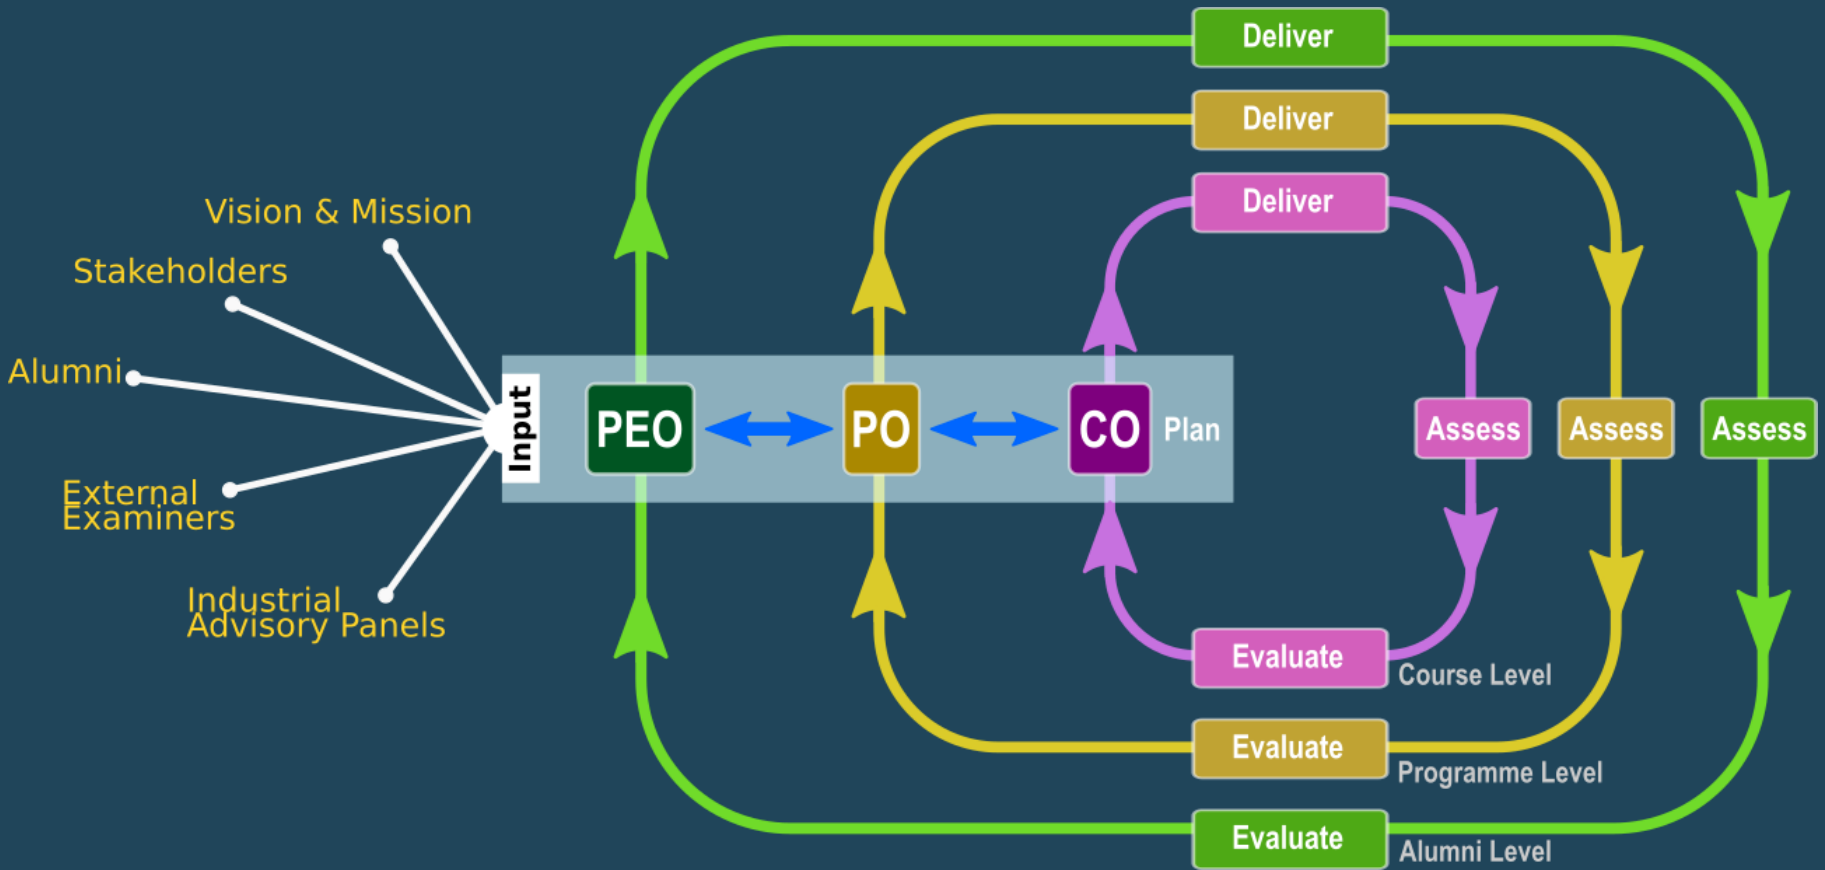 Deliver
Deliver
Deliver
Vision & Mission
Stakeholders
Alumni
External
Examiners
Industrial
Advisory Panels
Input
PEO
PO
CO
Plan
Assess
Assess
Assess
Evaluate
Course Level
Evaluate
Programme Level
Evaluate
Alumni Level